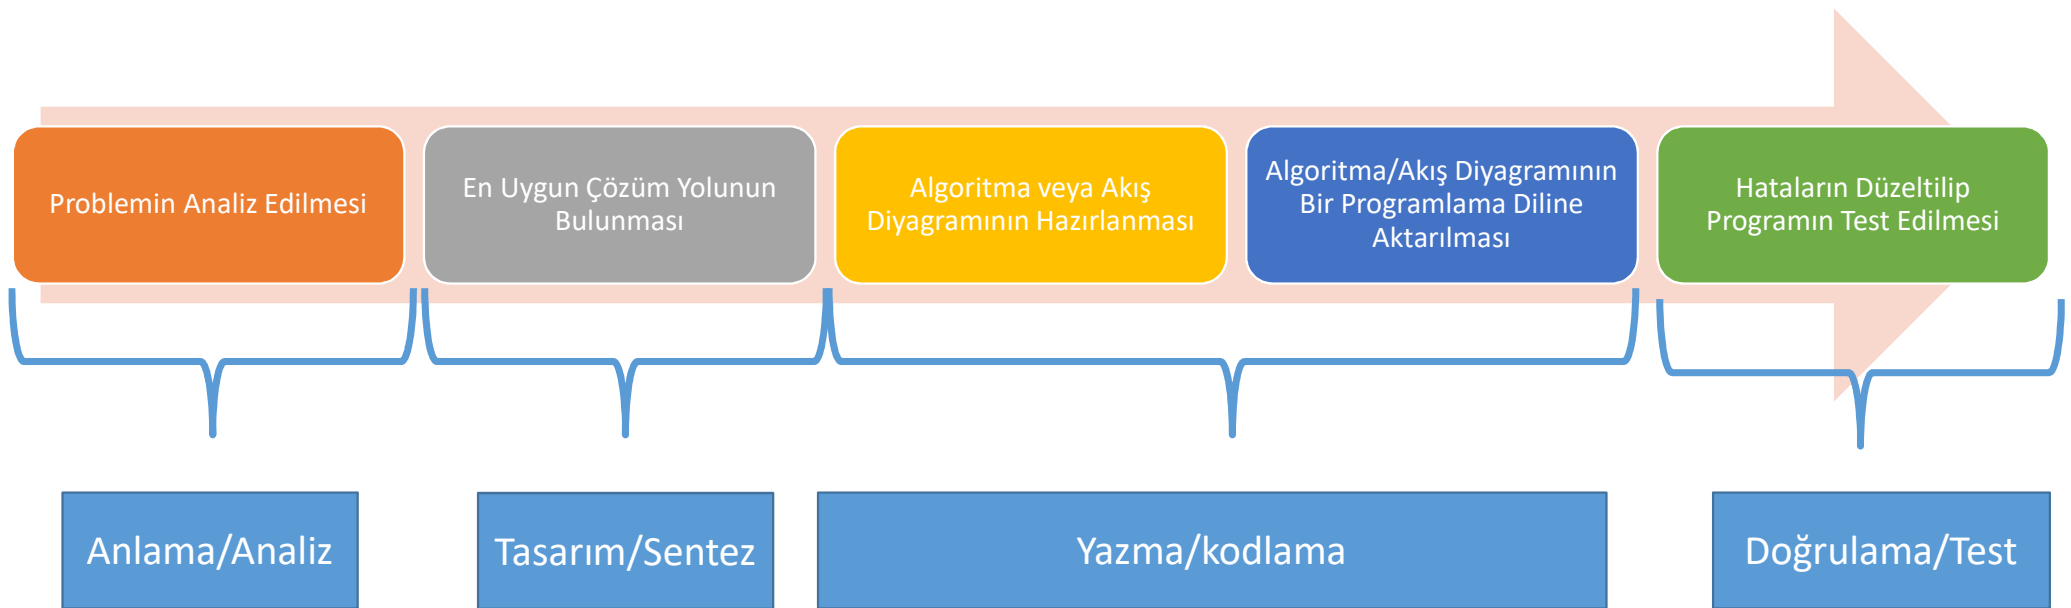 Problemin Analiz Edilmesi
En Uygun Çözüm Yolunun
Bulunması
Algoritma veya Akış
Diyagramının Hazırlanması
Algoritma/Akış Diyagramının
Bir Programlama Diline
Aktarılması
Hataların Düzeltilip
Programın Test Edilmesi
Anlama/Analiz
Tasarım/Sentez
Yazma/kodlama
Doğrulama/Test